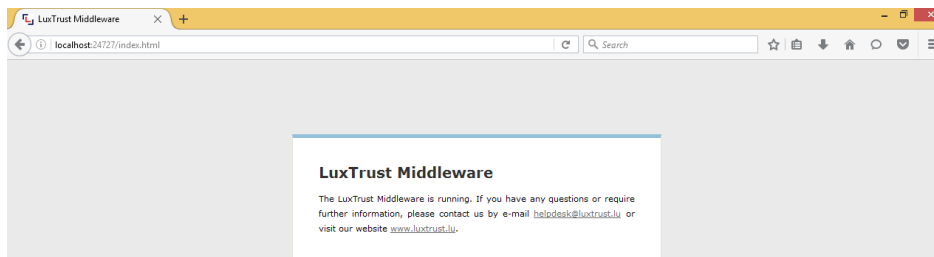 LuxTrust Middleware
localhost:24727/index.html
Search
LuxTrust Middleware
The LuxTrust Middleware is running. If you have any questions or require
further information, please contact us by e-mail helpdesk@luxtrust.lu or
visit our website www.luxtrust.lu.